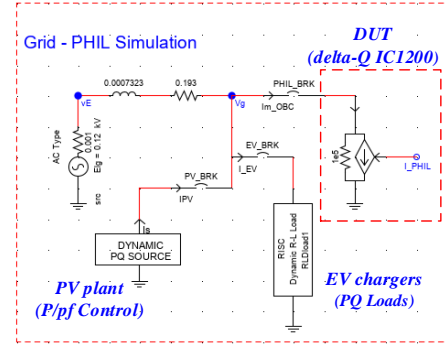 Grid - PHIL Simulation
DUT
(delta-Q IC1200)
0.0007323
0.193
PHIL_BRK
vE
Vg
Im_OBC
AC Type
0.001
Elg = 0.12 kV
src
EV_BRK
I_EV
1e5
I_PHIL
PV_BRK
IPV
Is
DYNAMIC
PQ SOURCE
RISC
Dynamic R-L Load
RLDload1
PV plant
(P/pf Control)
EV chargers
(PQ Loads)